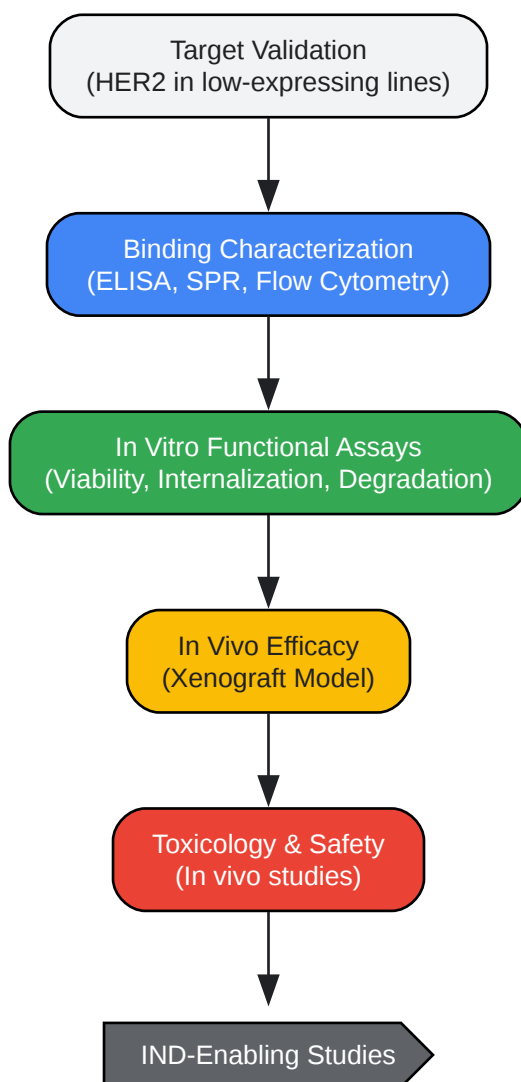 Target Validation
(HER2 in low-expressing lines)
Binding Characterization
(ELISA, SPR, Flow Cytometry)
In Vitro Functional Assays
(Viability, Internalization, Degradation)
In Vivo Efficacy
(Xenograft Model)
Toxicology & Safety
(In vivo studies)
IND-Enabling Studies